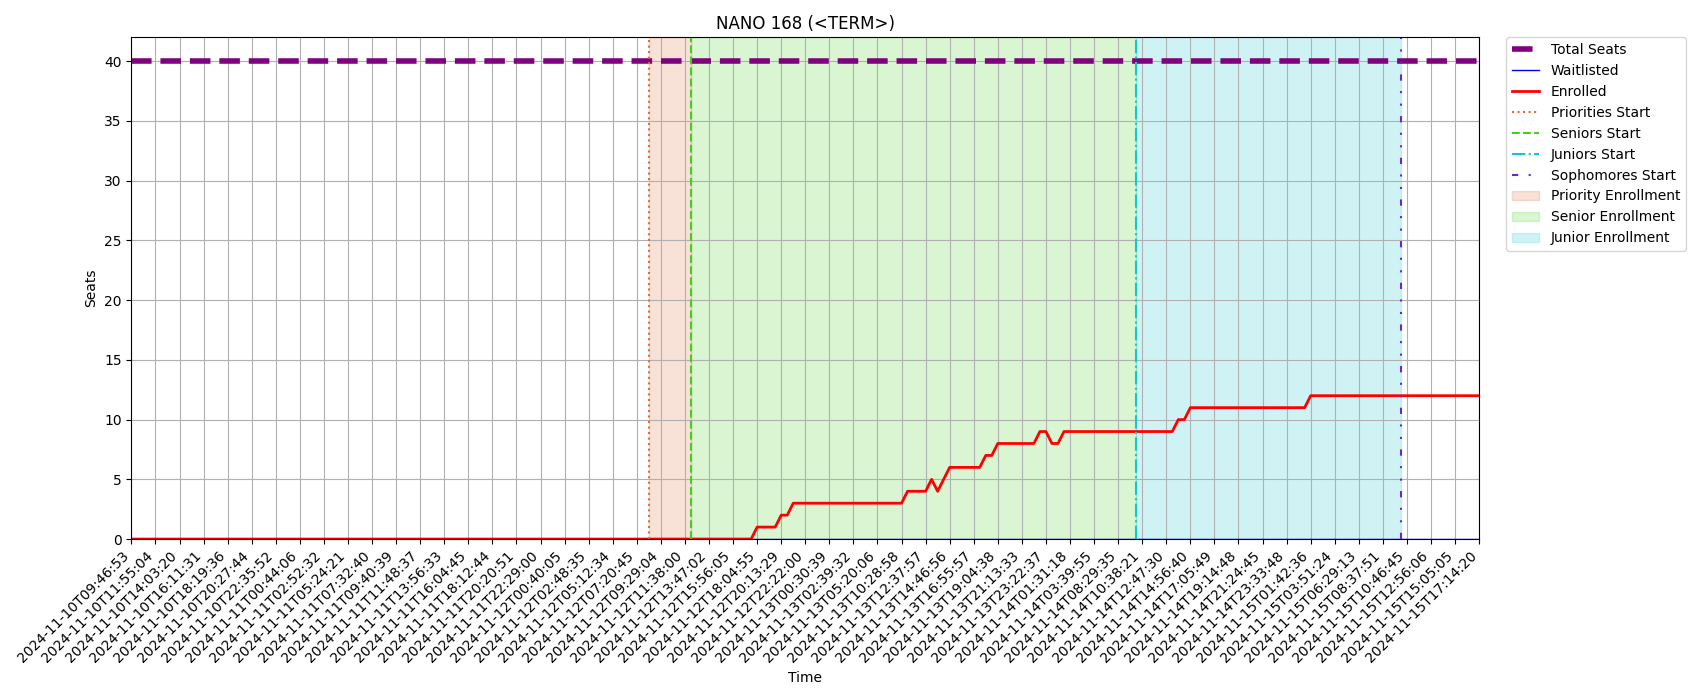 NANO 168 (<TERM>)
Seats
40
35
30
25
20
15
10
5
0
2024-11-10T09:46:53
2024-11-10T11:55:04
2024-11-10T14:03:20
2024-11-10T16:11:31
2024-11-10T18:19:36
2024-11-10T20:27:44
2024-11-10T22:35:52
2024-11-11T00:44:06
2024-11-11T02:52:32
2024-11-11T05:24:21
2024-11-11T07:32:40
2024-11-11T09:40:39
2024-11-11T11:48:37
2024-11-11T13:56:33
2024-11-11T16:04:45
2024-11-11T18:12:44
2024-11-11T20:20:51
2024-11-11T22:29:00
2024-11-12T00:40:05
2024-11-12T02:48:35
2024-11-12T05:12:34
2024-11-12T07:20:45
2024-11-12T09:29:04
2024-11-12T11:38:00
2024-11-12T13:47:02
2024-11-12T15:56:05
2024-11-12T18:04:55
2024-11-12T20:13:29
2024-11-12T22:22:00
2024-11-13T00:30:39
2024-11-13T02:39:32
2024-11-13T05:20:06
2024-11-13T10:28:58
2024-11-13T12:37:57
2024-11-13T14:46:56
2024-11-13T16:55:57
2024-11-13T19:04:38
2024-11-13T21:13:33
2024-11-13T23:22:37
2024-11-14T01:31:18
2024-11-14T03:39:55
2024-11-14T08:29:35
2024-11-14T10:38:21
2024-11-14T12:47:30
2024-11-14T14:56:40
2024-11-14T17:05:49
2024-11-14T19:14:48
2024-11-14T21:24:45
2024-11-14T23:33:48
2024-11-15T01:42:36
2024-11-15T03:51:24
2024-11-15T06:29:13
2024-11-15T08:37:51
2024-11-15T10:46:45
2024-11-15T12:56:06
2024-11-15T15:05:05
2024-11-15T17:14:20
Time
Total Seats
Waitlisted
Enrolled
Priorities Start
Seniors Start
Juniors Start
Sophomores Start
Priority Enrollment
Senior Enrollment
Junior Enrollment